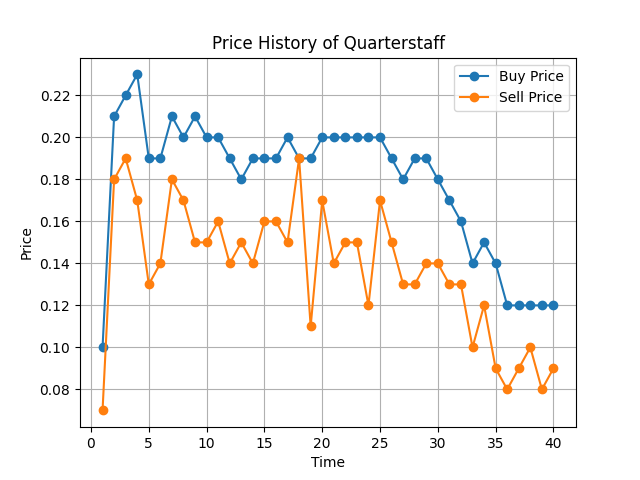 Price History of Quarterstaff
Buy Price
Sell Price
0.22
0.20
0.18
0.16
0.14
0.12
0.10
0.08
Price
0 5 10 15 20 25 30 35 40
Time